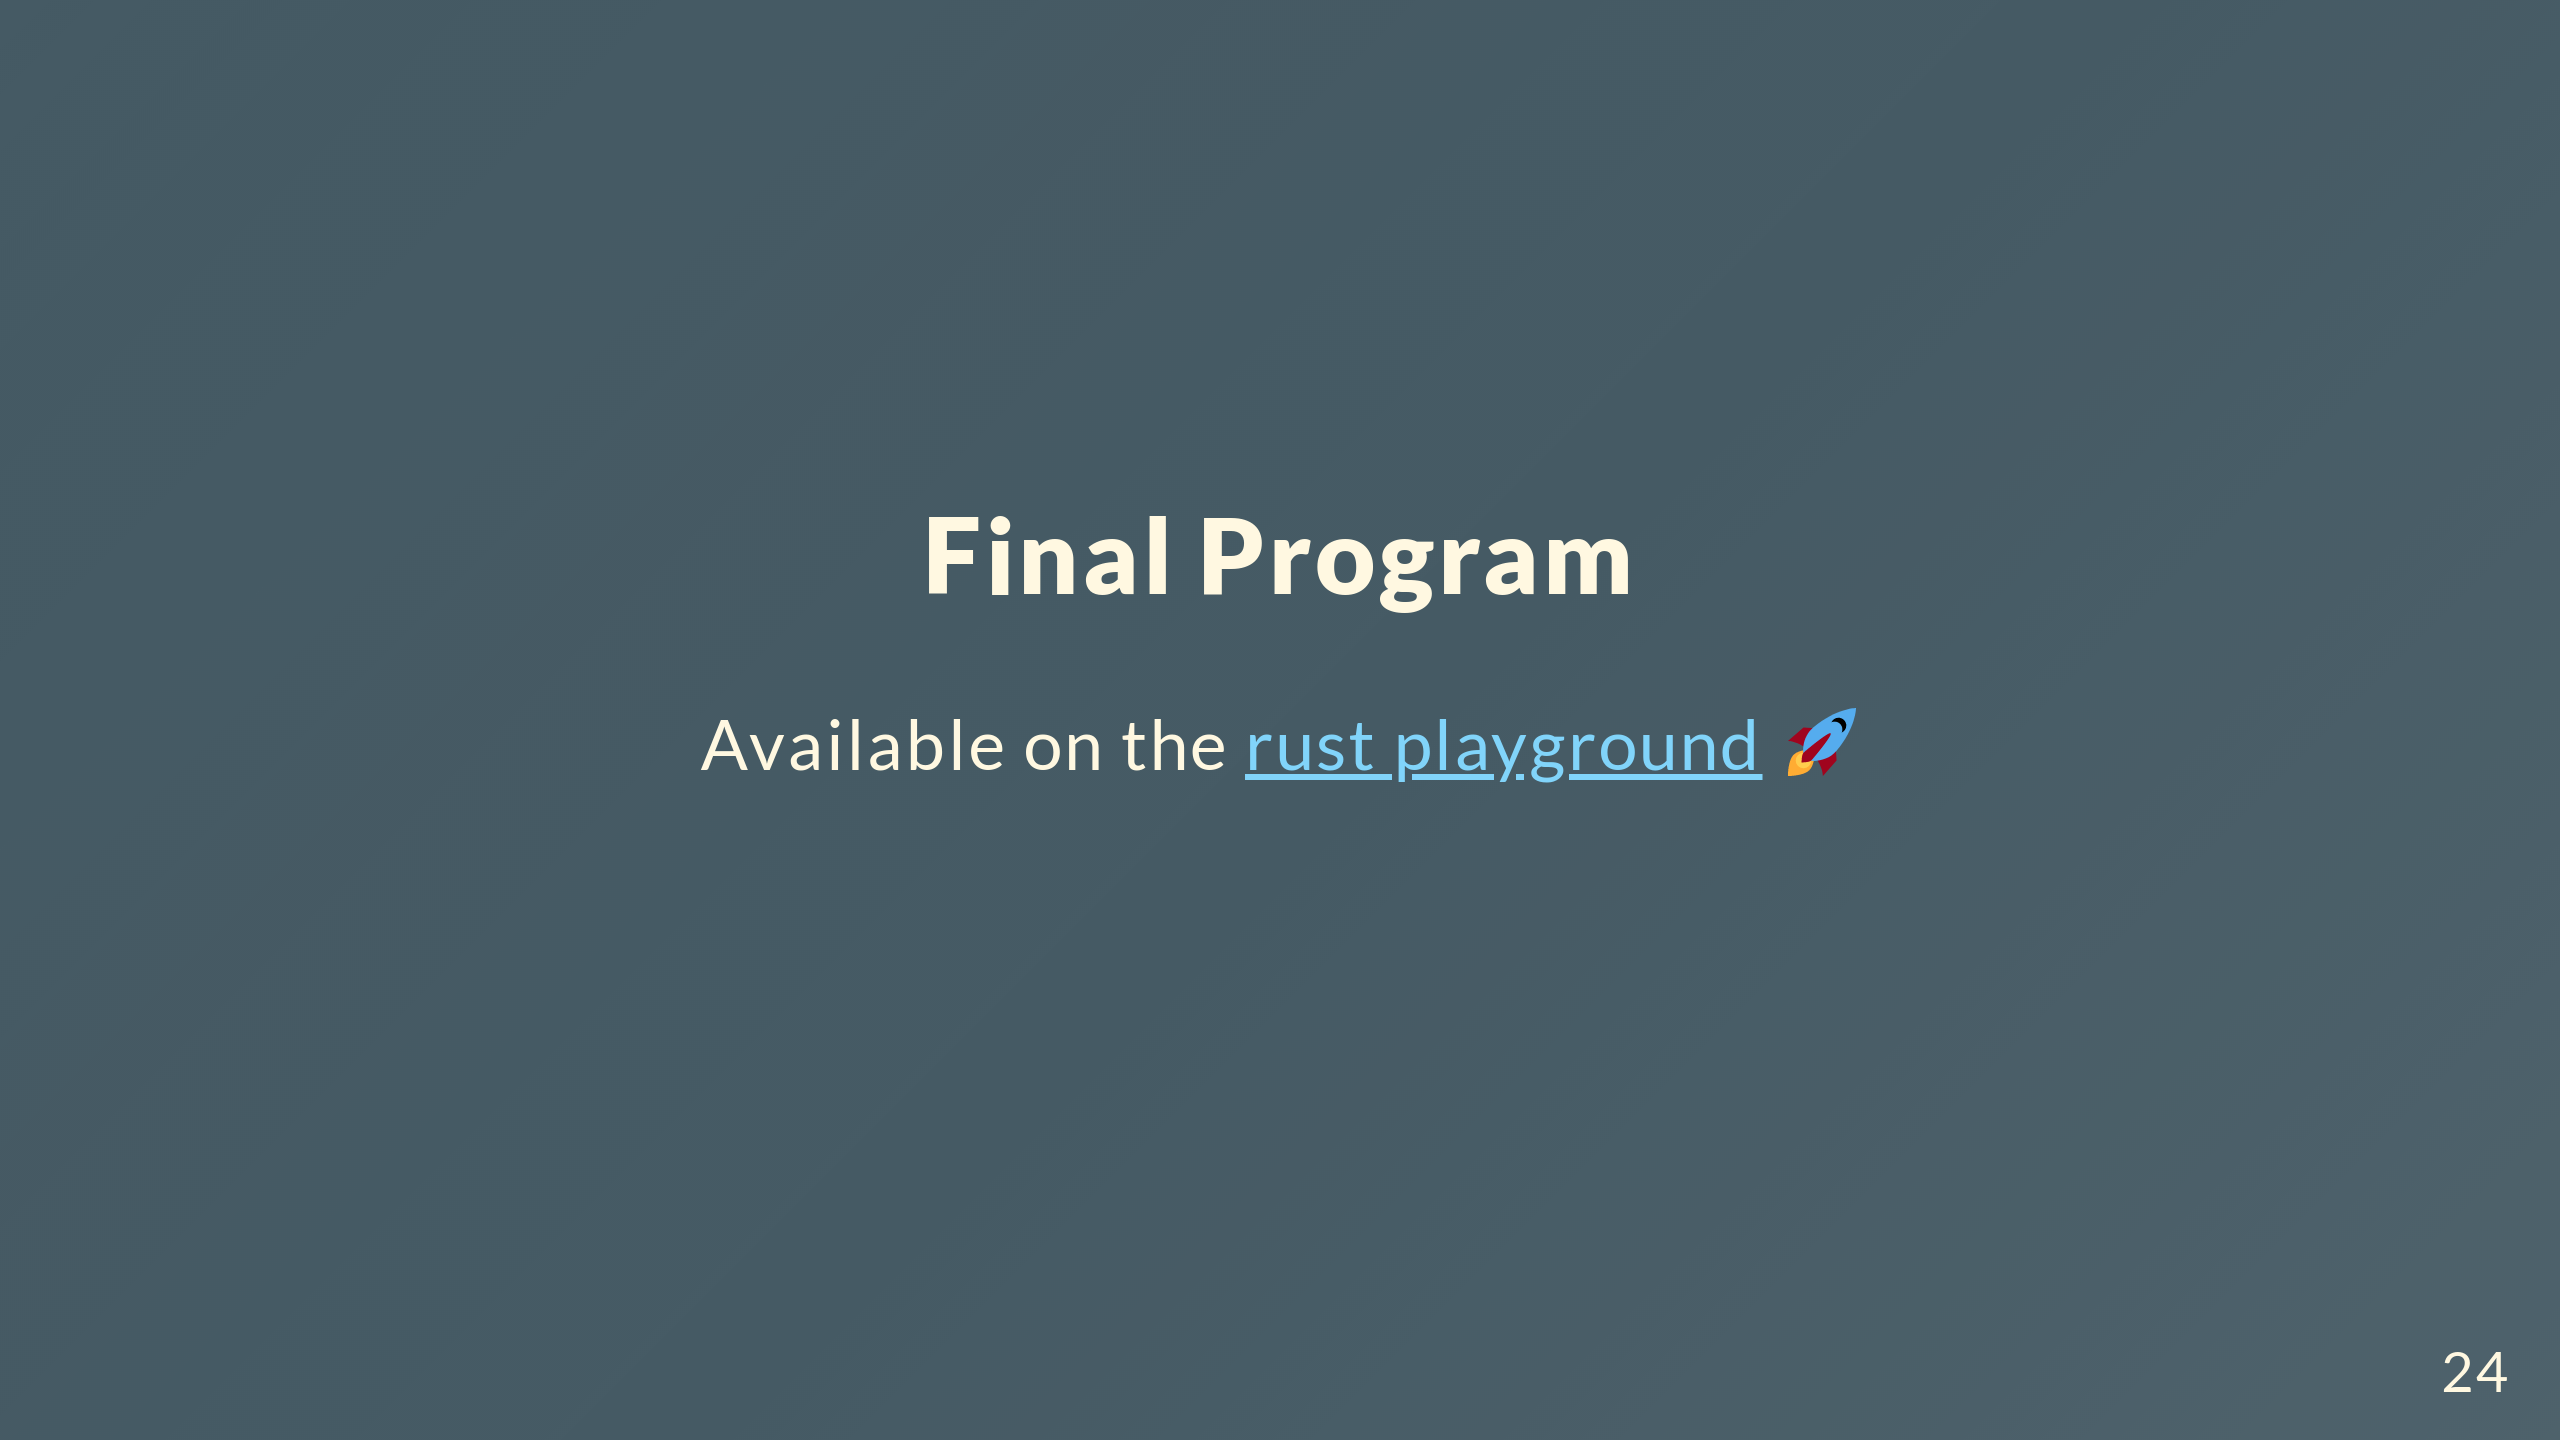 Final Program
Available on the rust playground 🚀
24